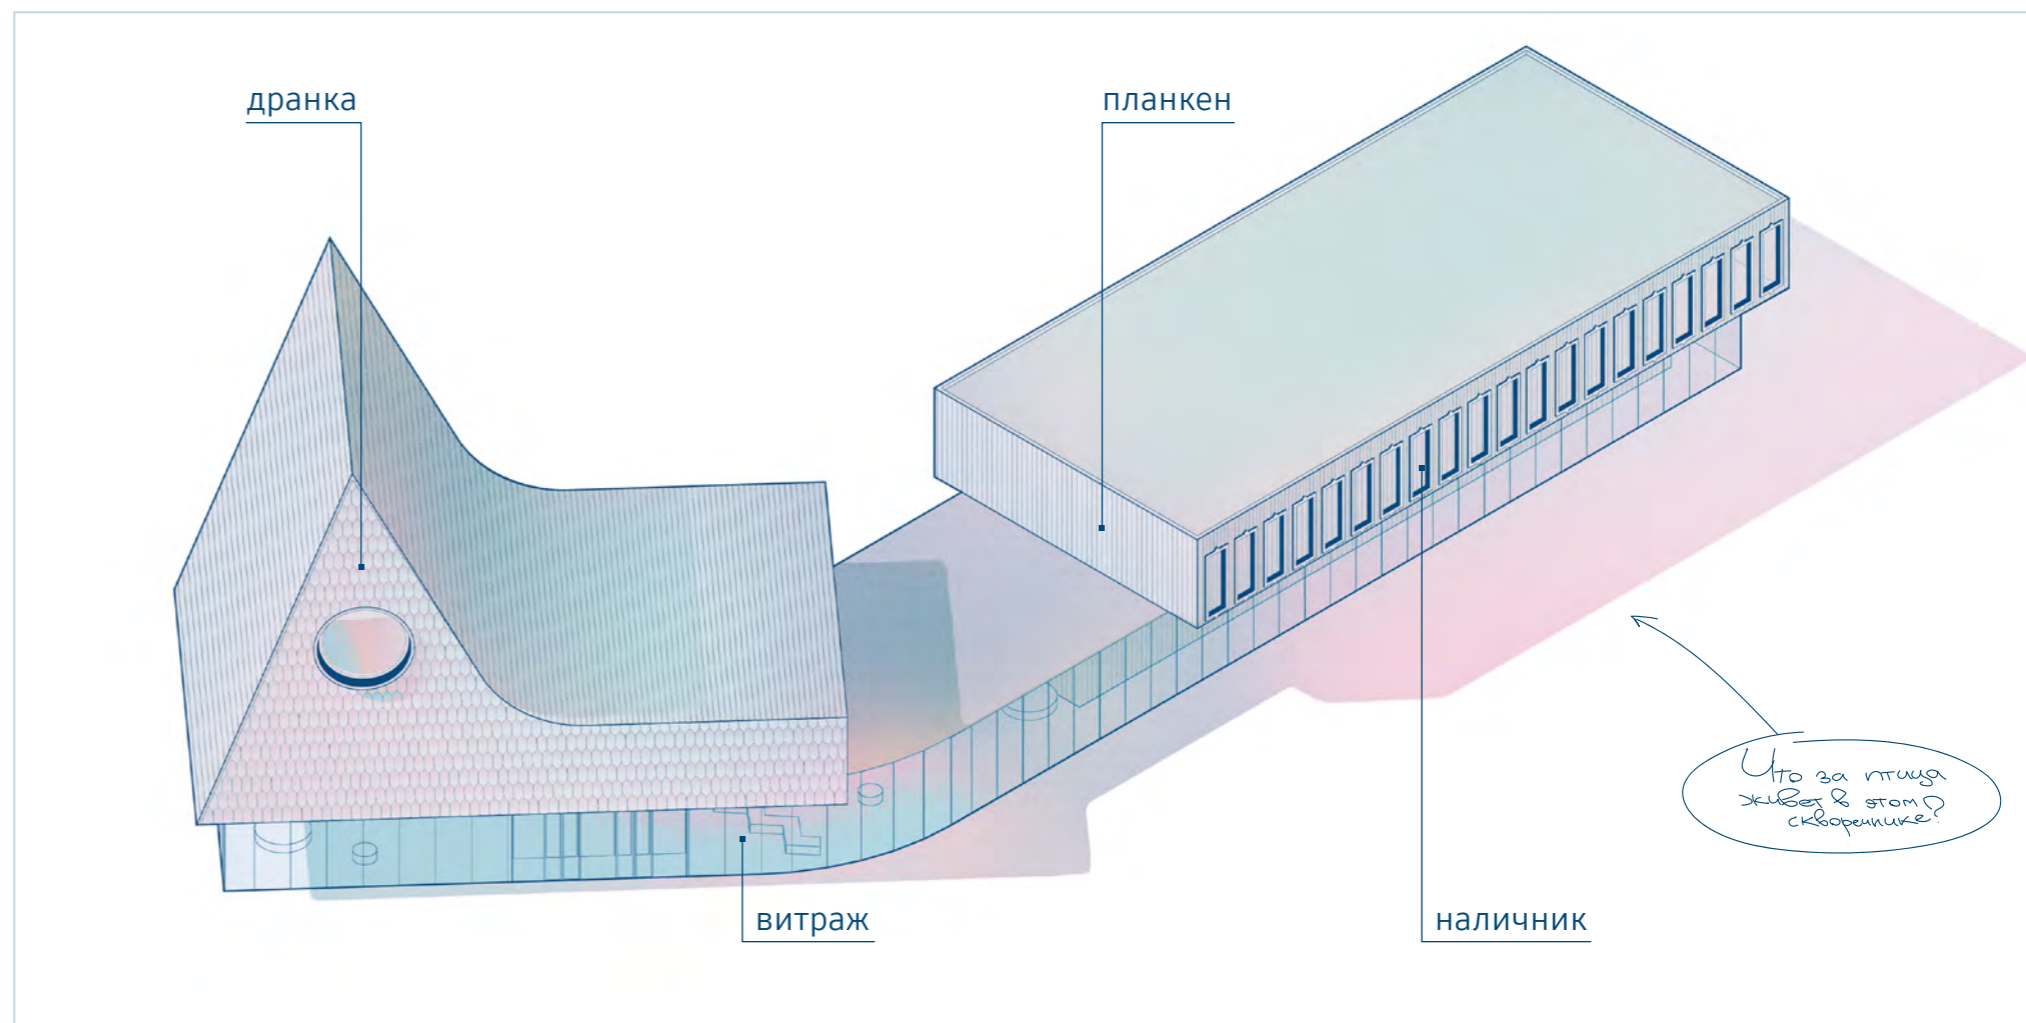 дранка
планкен
Что за птица
живет в этом
скворечнике?
витраж
наличник